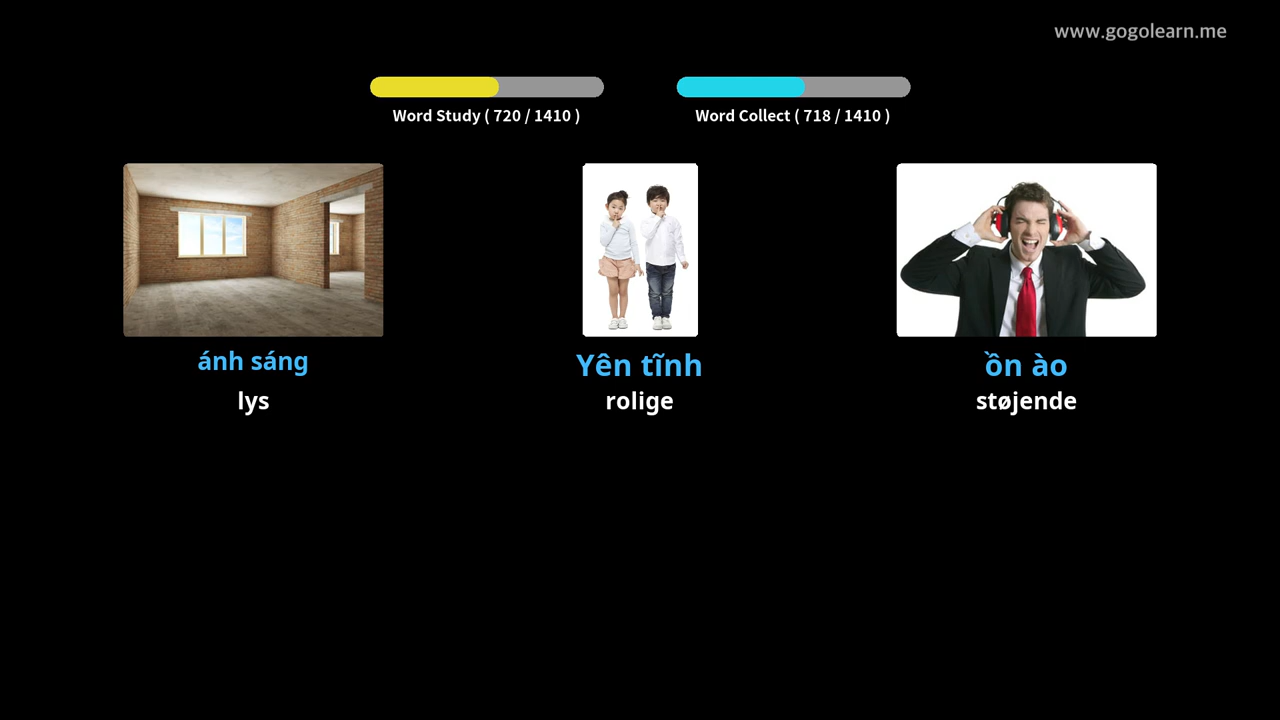 www.gogolearn.me
Word Study ( 720 / 1410 )
Word Collect ( 718 / 1410 )
ánh sáng
lys
Yên tĩnh
rolige
ồn ào
støjende